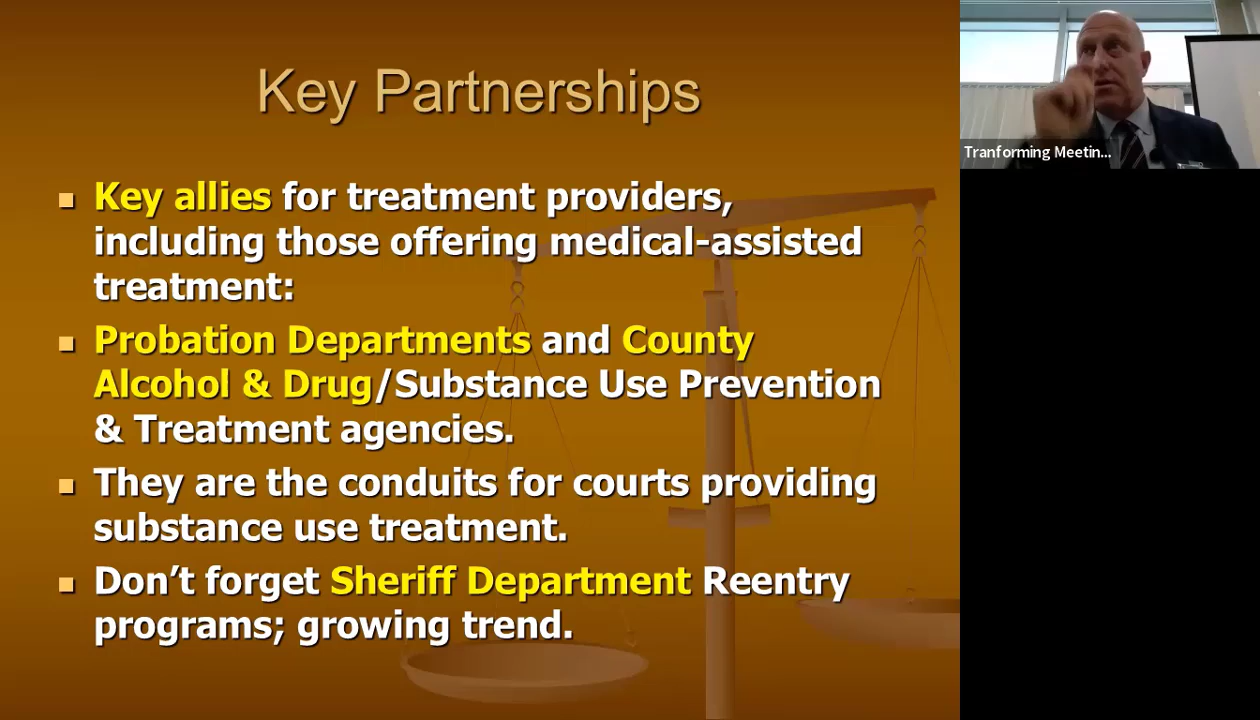 Key Partnerships
Key allies for treatment providers,
including those offering medical-assisted
treatment:
Probation Departments and County
Alcohol & Drug/Substance Use Prevention
& Treatment agencies.
They are the conduits for courts providing
substance use treatment.
Don’t forget Sheriff Department Reentry
programs; growing trend.
Tranforming Meetin...